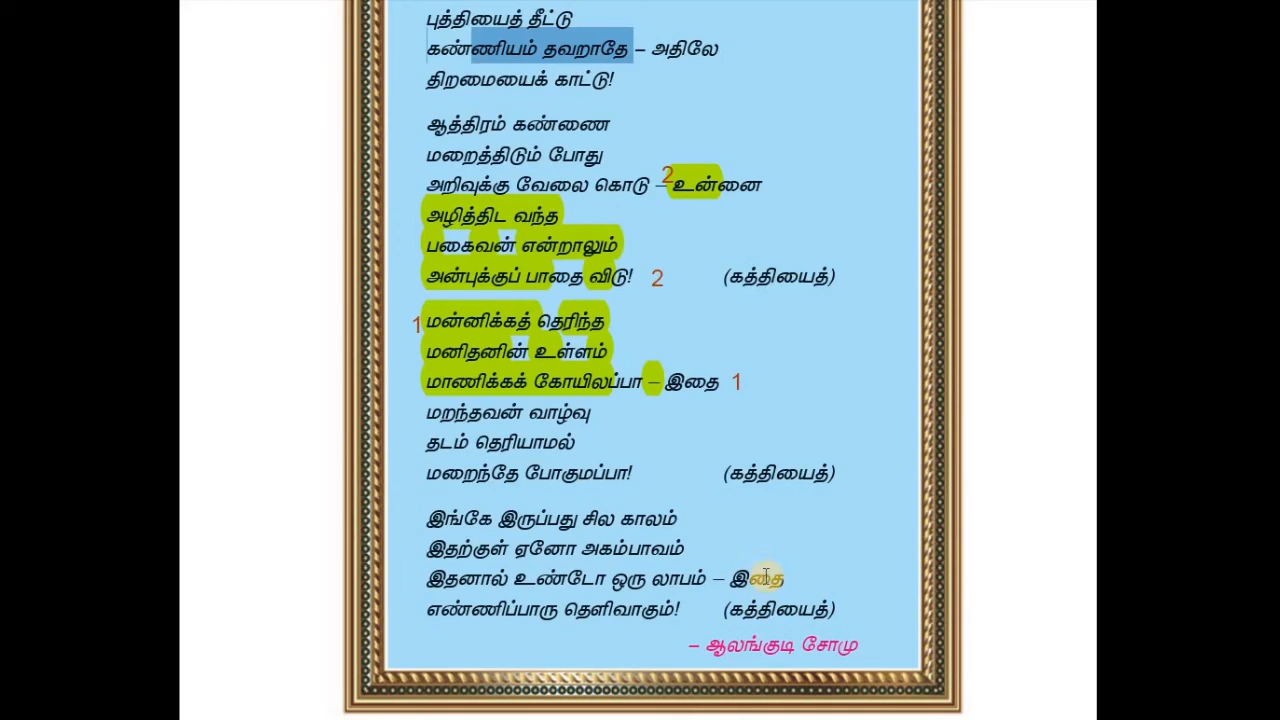 புத்தியைத் தீட்டு
கண்ணியம் தவறாதே – அதிலே
திறமையைக் காட்டு!
ஆத்திரம் கண்ணை
மறைத்திடும் போது
அறிவுக்கு வேலை கொடு – 2 உன்னை
அழித்திட வந்த
பகைவன் என்றாலும்
அன்புக்குப் பாதை விடு! 2 (கத்தியைத்)
1 மன்னிக்கத் தெரிந்த
மனிதனின் உள்ளம்
மாணிக்கக் கோயிலப்பா – இதை 1
மறந்தவன் வாழ்வு
தடம் தெரியாமல்
மறைந்தே போகுமப்பா! (கத்தியைத்)
இங்கே இருப்பது சில காலம்
இதற்குள் ஏனோ அகம்பாவம்
இதனால் உண்டோ ஒரு லாபம் – இதை
எண்ணிப்பாரு தெளிவாகும்! (கத்தியைத்)
– ஆலங்குடி சோமு